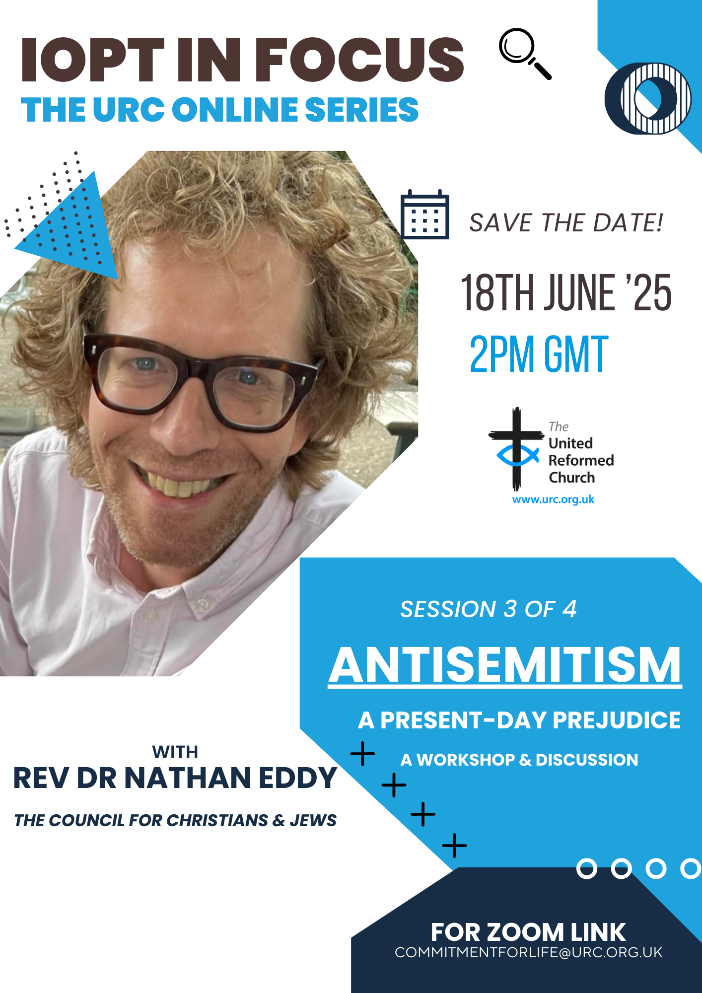 IOPT IN FOCUS
THE URC ONLINE SERIES
SAVE THE DATE!
18TH JUNE ’25
2PM GMT
The
United
Reformed
Church
www.urc.org.uk
SESSION 3 OF 4
ANTISEMITISM
A PRESENT-DAY PREJUDICE
A WORKSHOP & DISCUSSION
WITH
REV DR NATHAN EDDY
THE COUNCIL FOR CHRISTIANS & JEWS
FOR ZOOM LINK
COMMITMENTFORLIFE@URC.ORG.UK